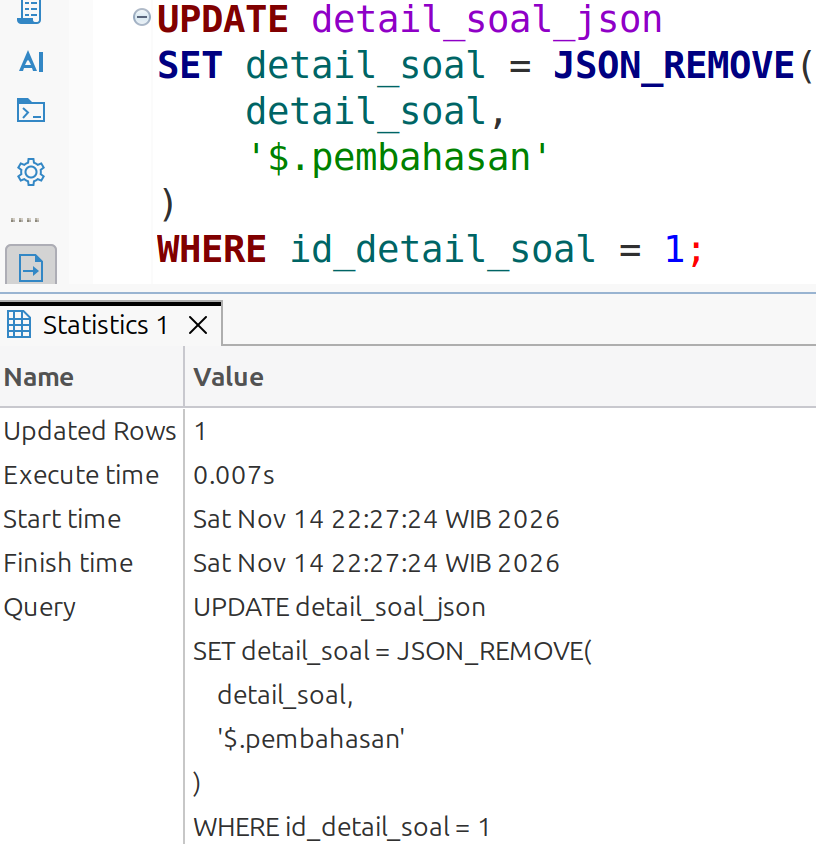 UPDATE detail_soal_json
SET detail_soal = JSON_REMOVE(
    detail_soal,
    '$.pembahasan'
)
WHERE id_detail_soal = 1;
AI
Statistics 1
Name Value
Updated Rows 1
Execute time 0.007s
Start time Sat Nov 14 22:27:24 WIB 2026
Finish time Sat Nov 14 22:27:24 WIB 2026
Query UPDATE detail_soal_json
SET detail_soal = JSON_REMOVE(
    detail_soal,
    '$.pembahasan'
)
WHERE id_detail_soal = 1